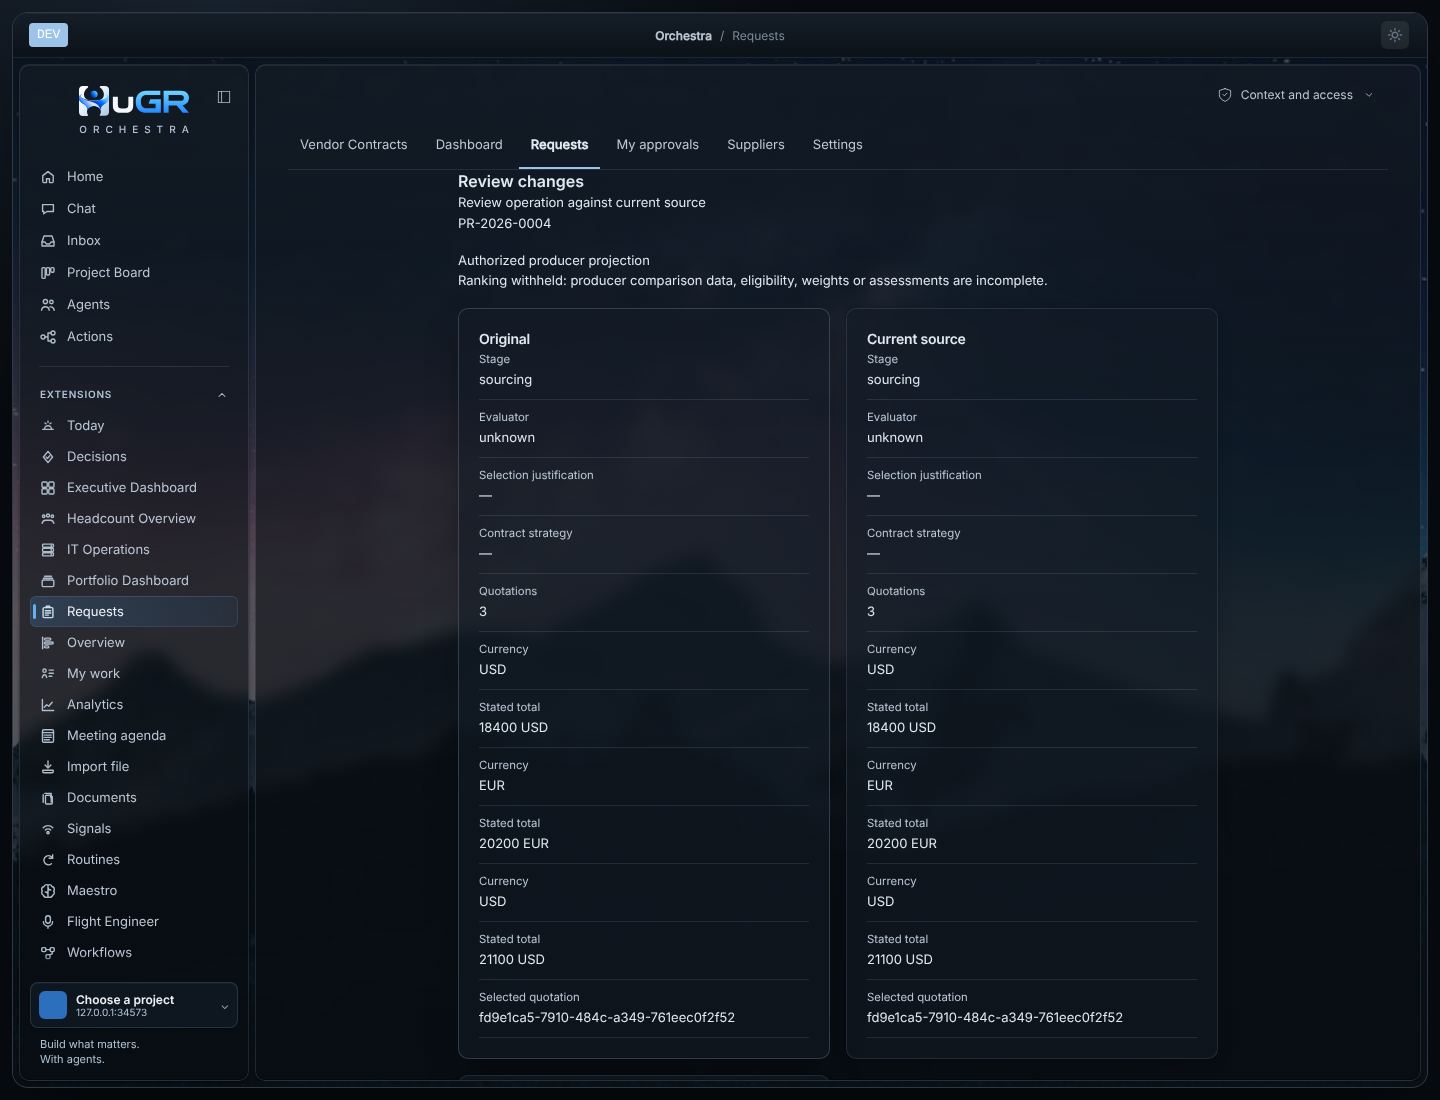 DEV
Orchestra / Requests
HuGR
ORCHESTRA
Context and access
Home
Chat
Inbox
Project Board
Agents
Actions
EXTENSIONS
Today
Decisions
Executive Dashboard
Headcount Overview
IT Operations
Portfolio Dashboard
Requests
Overview
My work
Analytics
Meeting agenda
Import file
Documents
Signals
Routines
Maestro
Flight Engineer
Workflows
Choose a project
127.0.0.1:34573
Build what matters.
With agents.
Vendor Contracts Dashboard Requests My approvals Suppliers Settings
Review changes
Review operation against current source
PR-2026-0004
Authorized producer projection
Ranking withheld: producer comparison data, eligibility, weights or assessments are incomplete.
Original
Stage
sourcing
Evaluator
unknown
Selection justification
—
Contract strategy
—
Quotations
3
Currency
USD
Stated total
18400 USD
Currency
EUR
Stated total
20200 EUR
Currency
USD
Stated total
21100 USD
Selected quotation
fd9e1ca5-7910-484c-a349-761eec0f2f52
Current source
Stage
sourcing
Evaluator
unknown
Selection justification
—
Contract strategy
—
Quotations
3
Currency
USD
Stated total
18400 USD
Currency
EUR
Stated total
20200 EUR
Currency
USD
Stated total
21100 USD
Selected quotation
fd9e1ca5-7910-484c-a349-761eec0f2f52